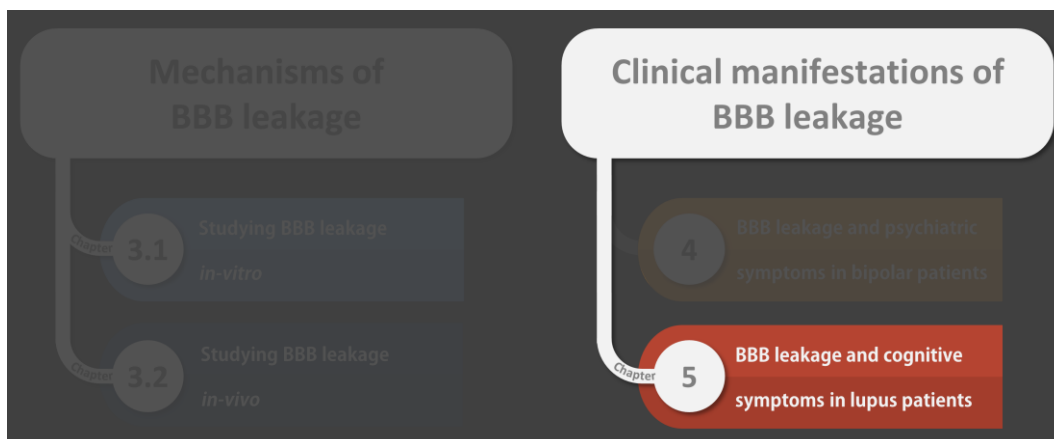 Mechanisms of
BBB leakage
Chapter
3.1
Studying BBB leakage
in-vitro
Chapter
3.2
Studying BBB leakage
in-vivo
Clinical manifestations of
BBB leakage
4
BBB leakage and psychiatric
symptoms in bipolar patients
Chapter
5
BBB leakage and cognitive
symptoms in lupus patients